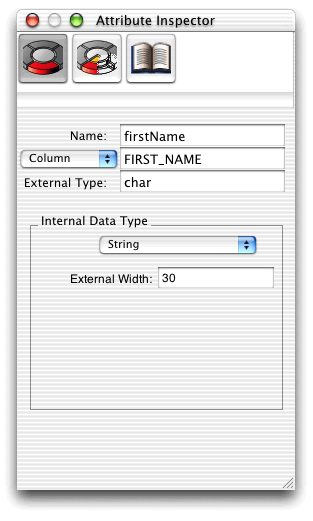 Attribute Inspector
Name: firstName
Column FIRST_NAME
External Type: char
Internal Data Type
String
External Width: 30